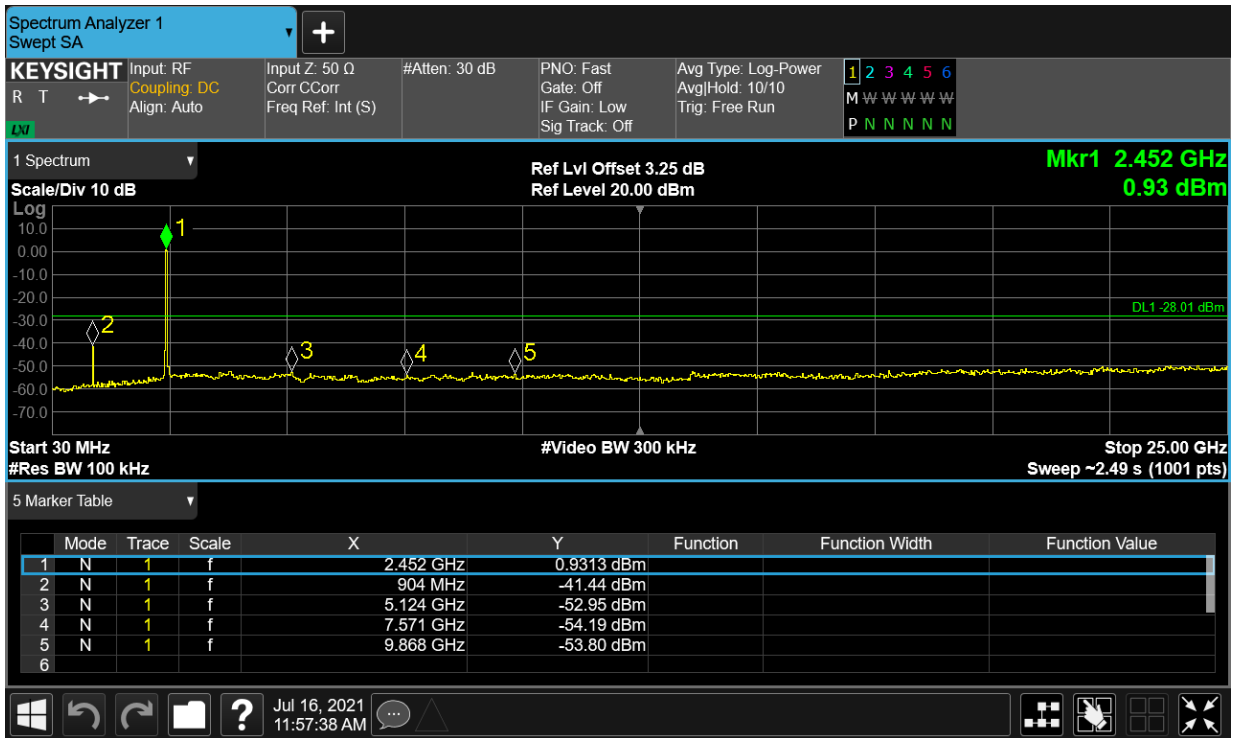 Spectrum Analyzer 1
Swept SA
KEYSIGHT
R T
LXI
Input: RF
Coupling: DC
Align: Auto
Input Z: 50 Ω
Corr CCorr
Freq Ref: Int (S)
#Atten: 30 dB
PNO: Fast
Gate: Off
IF Gain: Low
Sig Track: Off
Avg Type: Log-Power
Avg|Hold: 10/10
Trig: Free Run
1 2 3 4 5 6
M W W W W W
P N N N N N
1 Spectrum
Scale/Div 10 dB
Ref Lvl Offset 3.25 dB
Ref Level 20.00 dBm
Mkr1 2.452 GHz
0.93 dBm
Log
10.0
0.00
-10.0
-20.0
-30.0
-40.0
-50.0
-60.0
-70.0
1
2
3
4
5
DL1 -28.01 dBm
Start 30 MHz
#Res BW 100 kHz
#Video BW 300 kHz
Stop 25.00 GHz
Sweep ~2.49 s (1001 pts)
5 Marker Table
Mode Trace Scale X Y Function Function Width Function Value
1 N 1 f 2.452 GHz 0.9313 dBm
2 N 1 f 904 MHz -41.44 dBm
3 N 1 f 5.124 GHz -52.95 dBm
4 N 1 f 7.571 GHz -54.19 dBm
5 N 1 f 9.868 GHz -53.80 dBm
6
?
Jul 16, 2021
11:57:38 AM